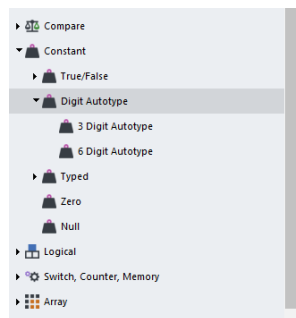 Compare
Constant
True/False
Digit Autotype
3 Digit Autotype
6 Digit Autotype
Typed
Zero
Null
Logical
Switch, Counter, Memory
Array